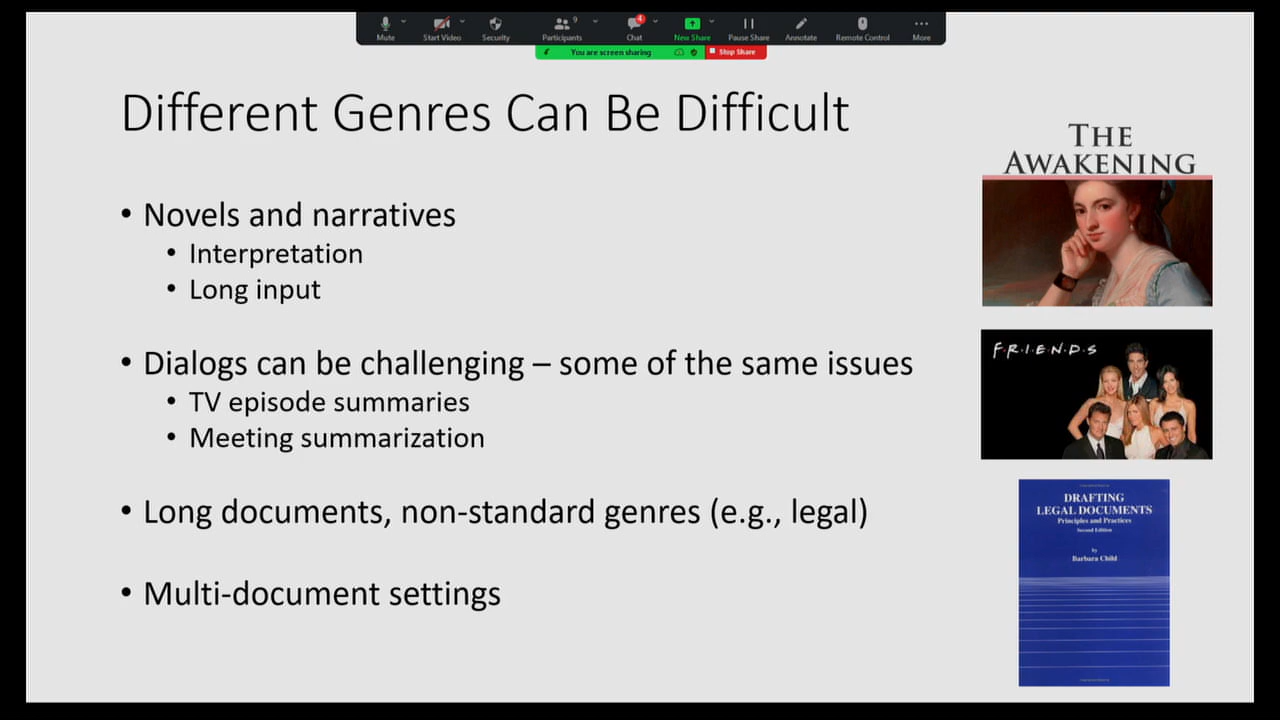 Mute
Start Video
Security
Participants
9
Chat
4
New Share
Pause Share
Annotate
Remote Control
More
You are screen sharing
Stop Share
Different Genres Can Be Difficult
• Novels and narratives
• Interpretation
• Long input
• Dialogs can be challenging – some of the same issues
• TV episode summaries
• Meeting summarization
• Long documents, non-standard genres (e.g., legal)
• Multi-document settings
THE
AWAKENING
F·R·I·E·N·D·S
DRAFTING
LEGAL DOCUMENTS
Principles and Practices
Second Edition
by
Barbara Child